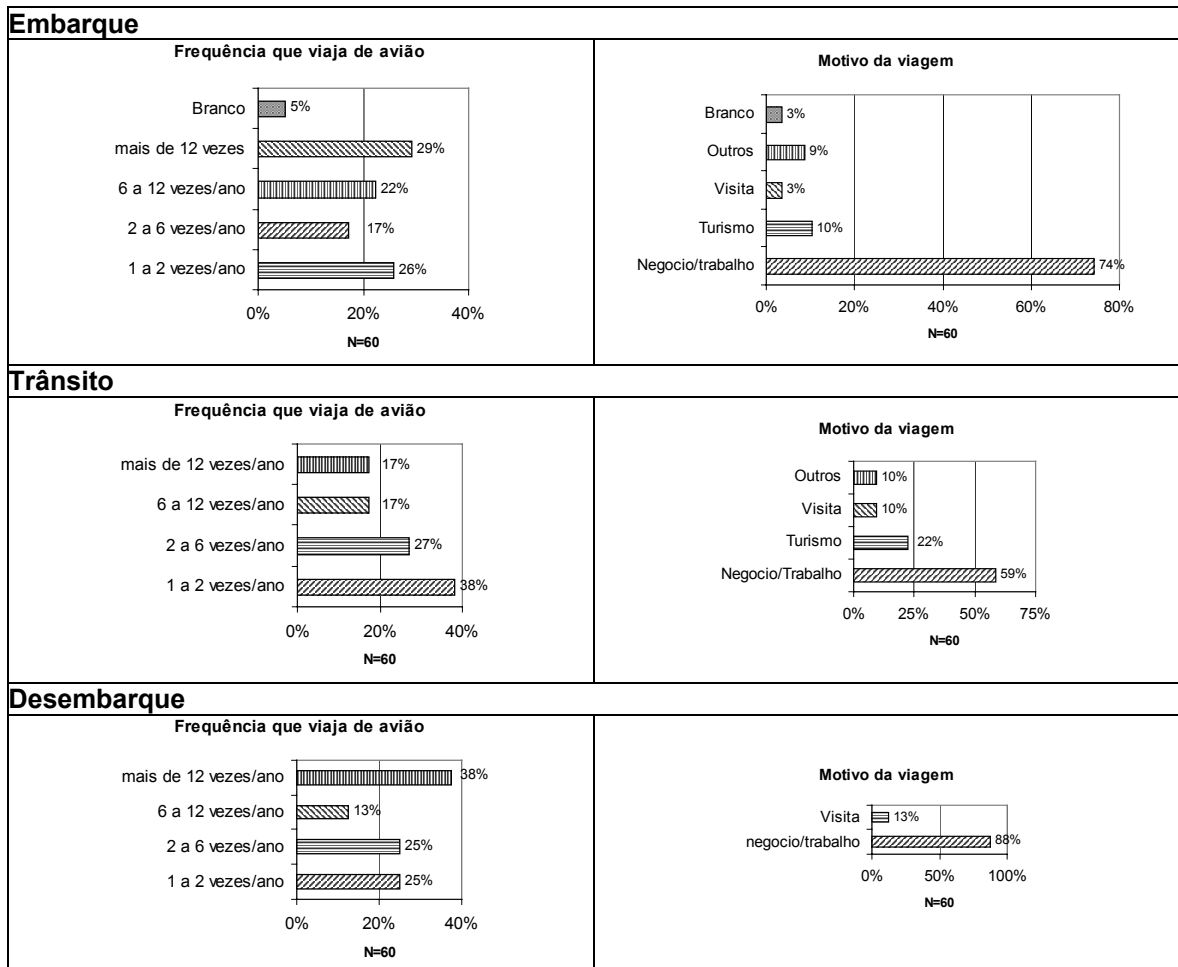 Embarque
Frequência que viaja de avião
Branco 5%
mais de 12 vezes 29%
6 a 12 vezes/ano 22%
2 a 6 vezes/ano 17%
1 a 2 vezes/ano 26%
0% 20% 40%
N=60
Motivo da viagem
Branco 3%
Outros 9%
Visita 3%
Turismo 10%
Negocio/trabalho 74%
0% 20% 40% 60% 80%
N=60
Trânsito
Frequência que viaja de avião
mais de 12 vezes/ano 17%
6 a 12 vezes/ano 17%
2 a 6 vezes/ano 27%
1 a 2 vezes/ano 38%
0% 20% 40%
N=60
Motivo da viagem
Outros 10%
Visita 10%
Turismo 22%
Negocio/Trabalho 59%
0% 25% 50% 75%
N=60
Desembarque
Frequência que viaja de avião
mais de 12 vezes/ano 38%
6 a 12 vezes/ano 13%
2 a 6 vezes/ano 25%
1 a 2 vezes/ano 25%
0% 20% 40%
N=60
Motivo da viagem
Visita 13%
negocio/trabalho 88%
0% 50% 100%
N=60